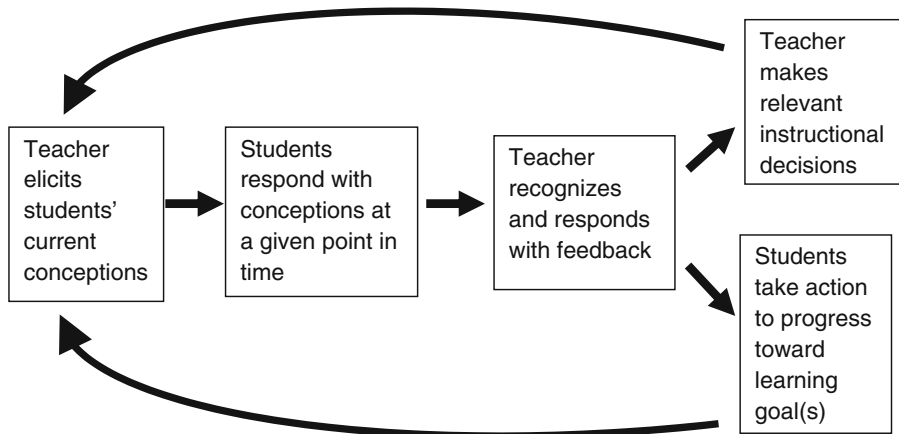 Teacher
elicits
students’
current
conceptions
Students
respond with
conceptions at
a given point in
time
Teacher
recognizes
and responds
with feedback
Teacher
makes
relevant
instructional
decisions
Students
take action
to progress
toward
learning
goal(s)